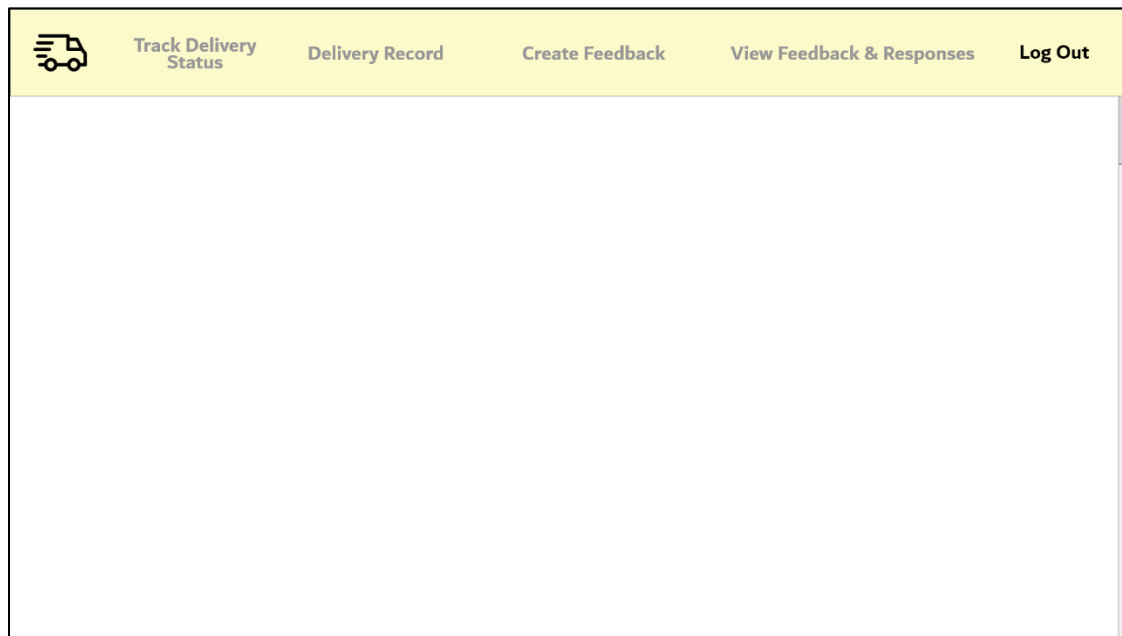 Track Delivery
Status
Delivery Record
Create Feedback
View Feedback & Responses
Log Out